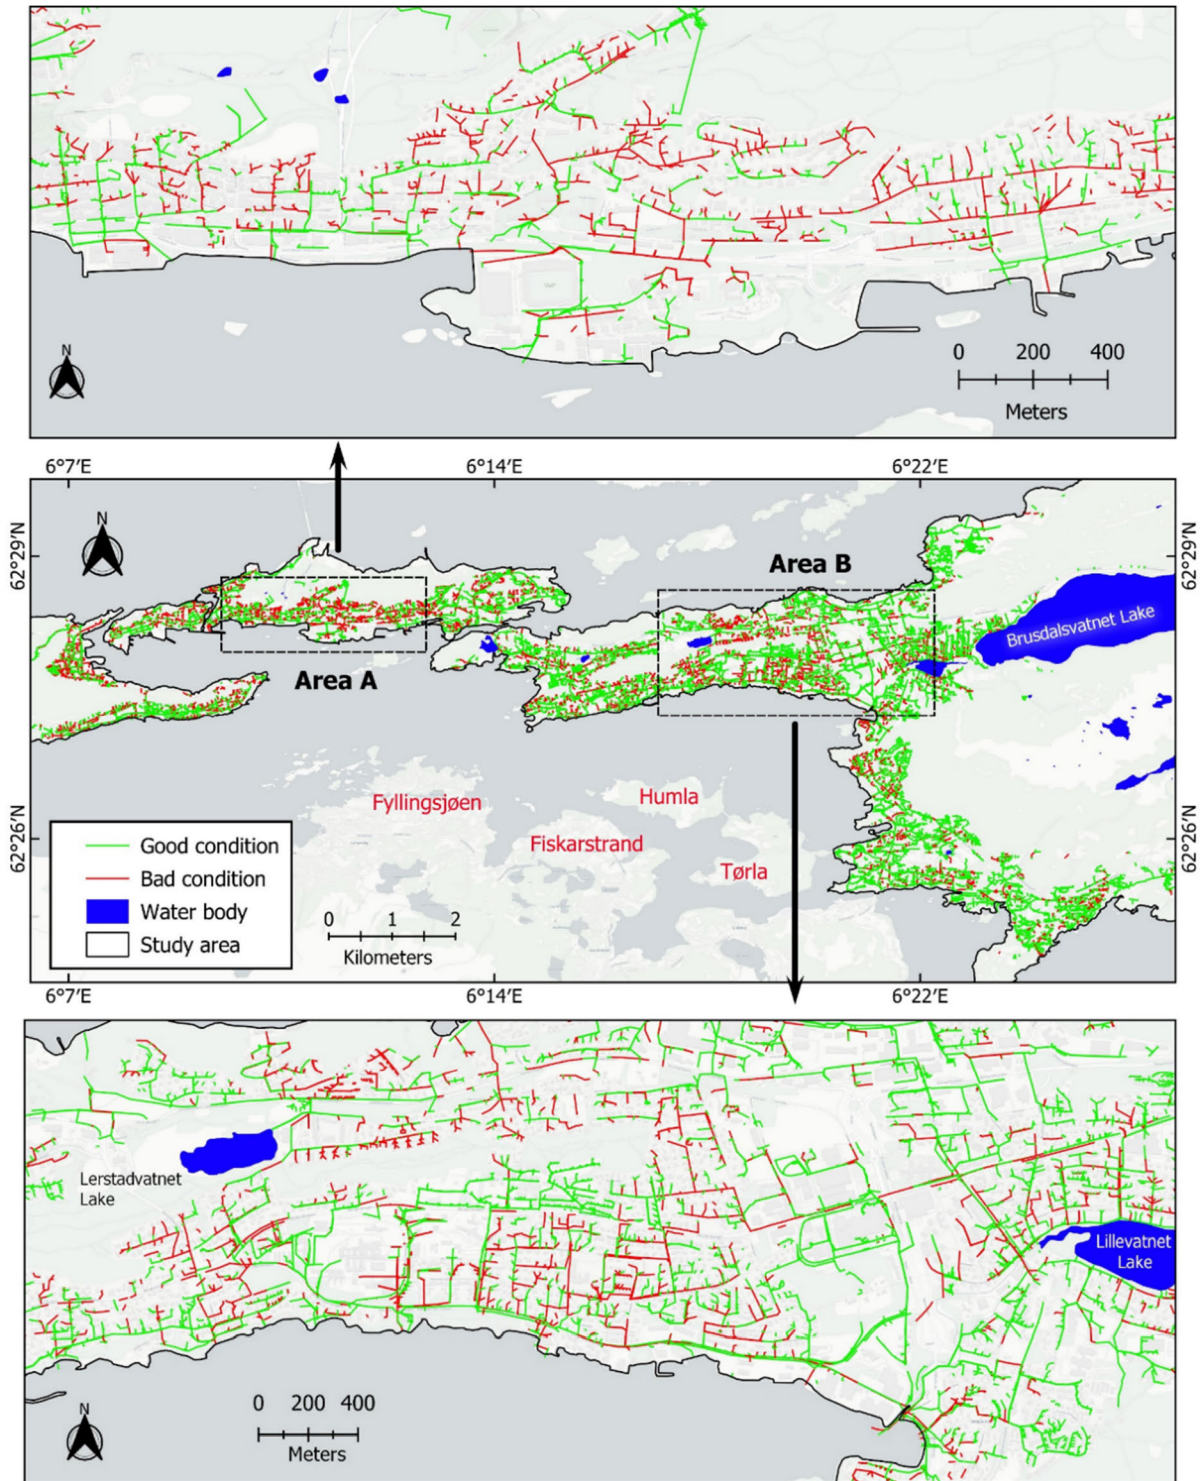 N
0 200 400
Meters
6°7'E 6°14'E 6°22'E
62°29'N
62°29'N
N
Area B
Brusdalsvatnet Lake
Area A
Fyllingsjøen
Humla
Fiskarstrand
Tørla
62°26'N
62°26'N
Good condition
Bad condition
Water body
Study area
0 1 2
Kilometers
6°7'E 6°14'E 6°22'E
Lerstadvatnet
Lake
Lillevatnet
Lake
0 200 400
Meters
N